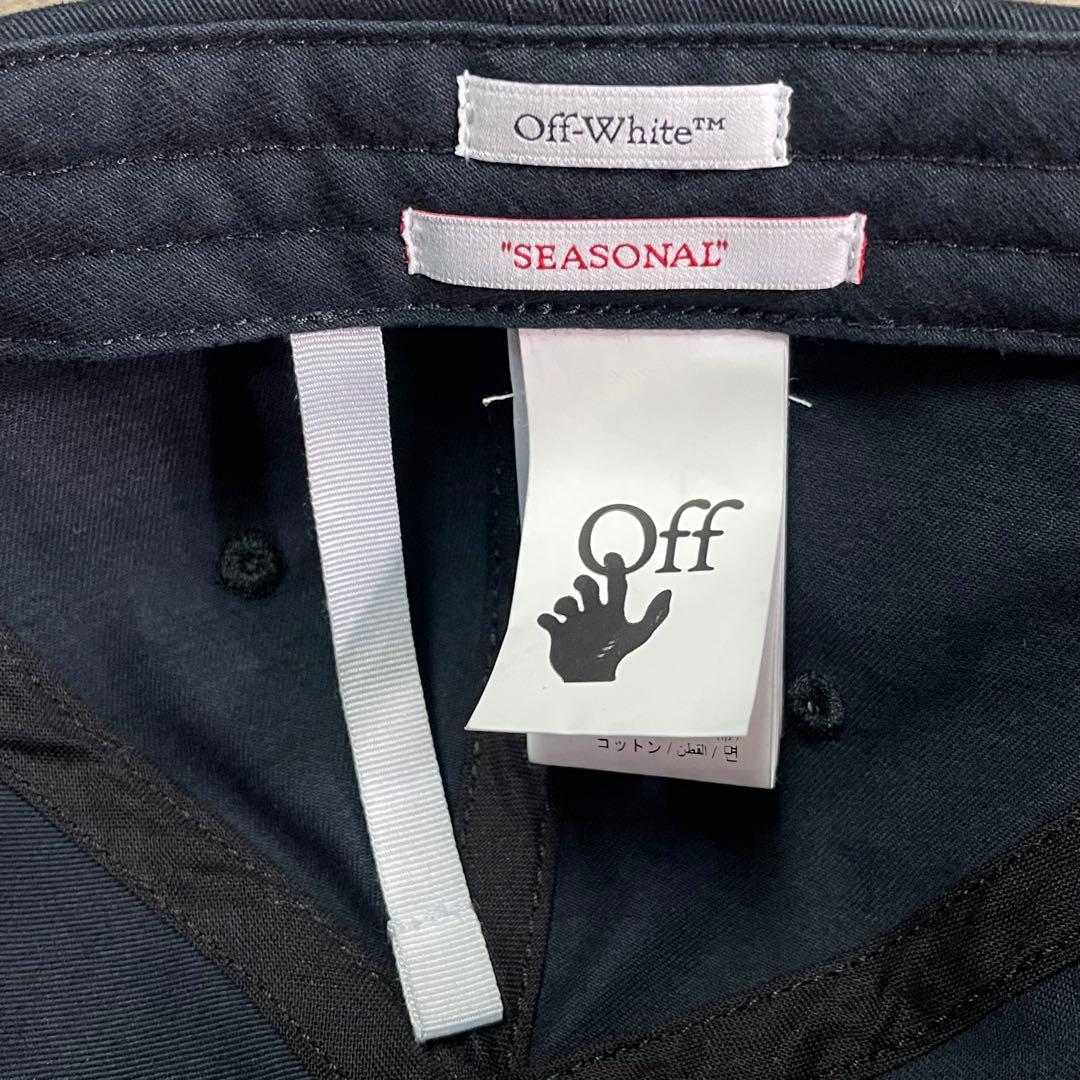 Off-White™
"SEASONAL"
Off
コットン / القطن / 면